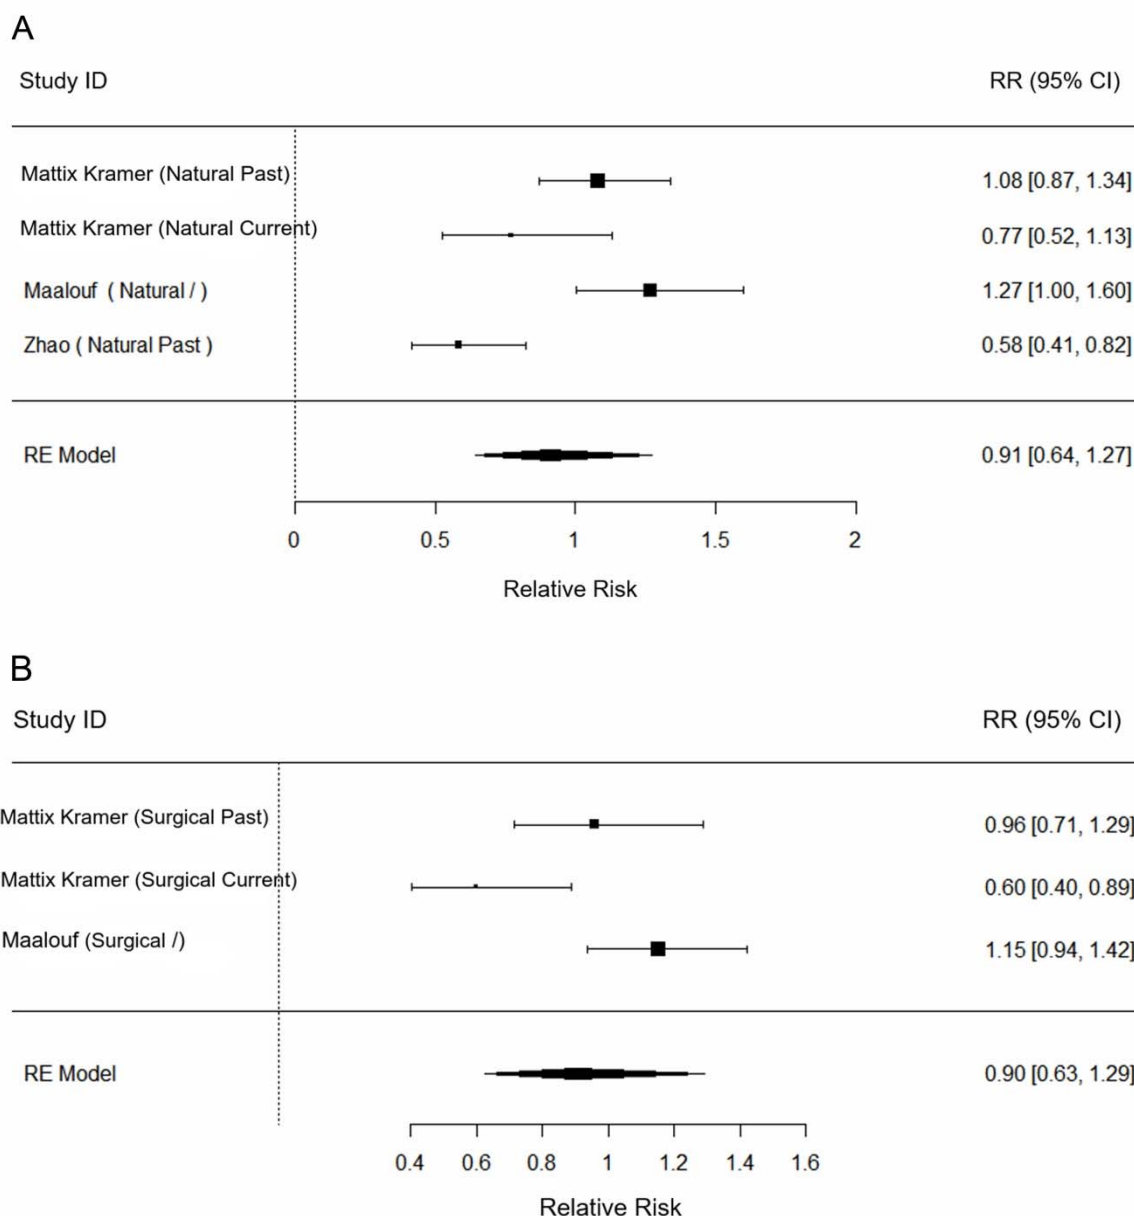 A
Study ID RR (95% CI)
Mattix Kramer (Natural Past) 1.08 [0.87, 1.34]
Mattix Kramer (Natural Current) 0.77 [0.52, 1.13]
Maalouf ( Natural / ) 1.27 [1.00, 1.60]
Zhao ( Natural Past ) 0.58 [0.41, 0.82]
RE Model 0.91 [0.64, 1.27]
0 0.5 1 1.5 2
Relative Risk
B
Study ID RR (95% CI)
Mattix Kramer (Surgical Past) 0.96 [0.71, 1.29]
Mattix Kramer (Surgical Current) 0.60 [0.40, 0.89]
Maalouf (Surgical /) 1.15 [0.94, 1.42]
RE Model 0.90 [0.63, 1.29]
0.4 0.6 0.8 1 1.2 1.4 1.6
Relative Risk